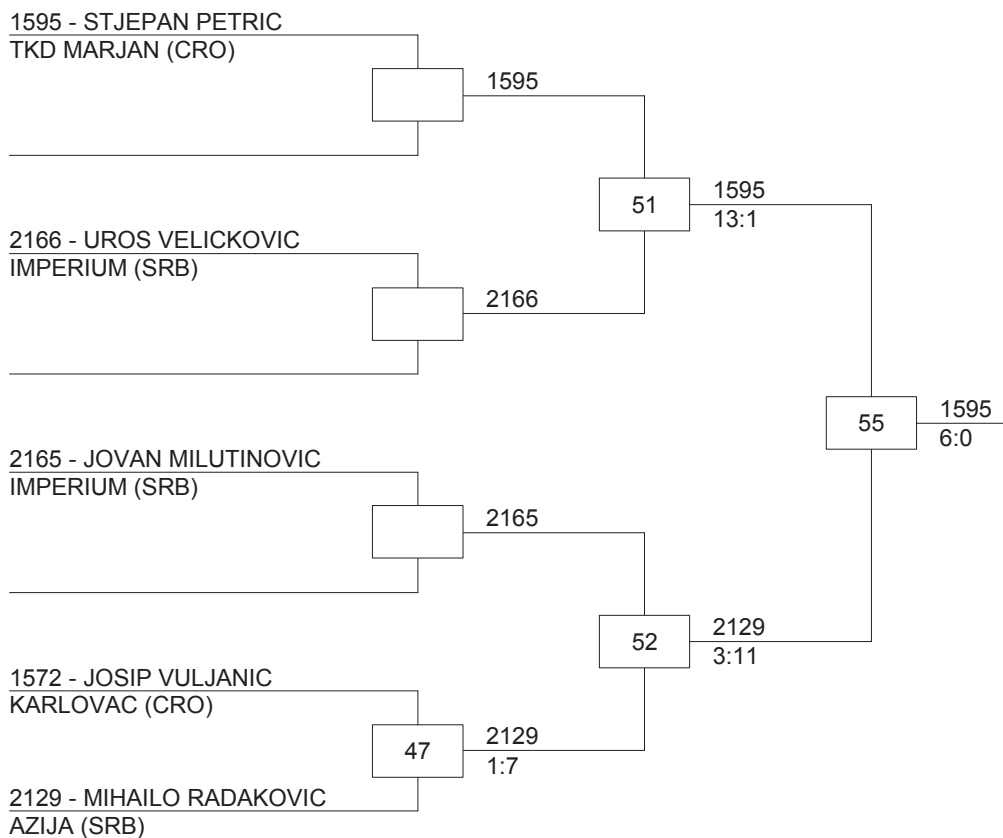 1595 - STJEPAN PETRIC
TKD MARJAN (CRO)
1595
51
1595
13:1
2166 - UROS VELICKOVIC
IMPERIUM (SRB)
2166
55
1595
6:0
2165 - JOVAN MILUTINOVIC
IMPERIUM (SRB)
2165
52
2129
3:11
1572 - JOSIP VULJANIC
KARLOVAC (CRO)
47
2129
1:7
2129 - MIHAILO RADAKOVIC
AZIJA (SRB)